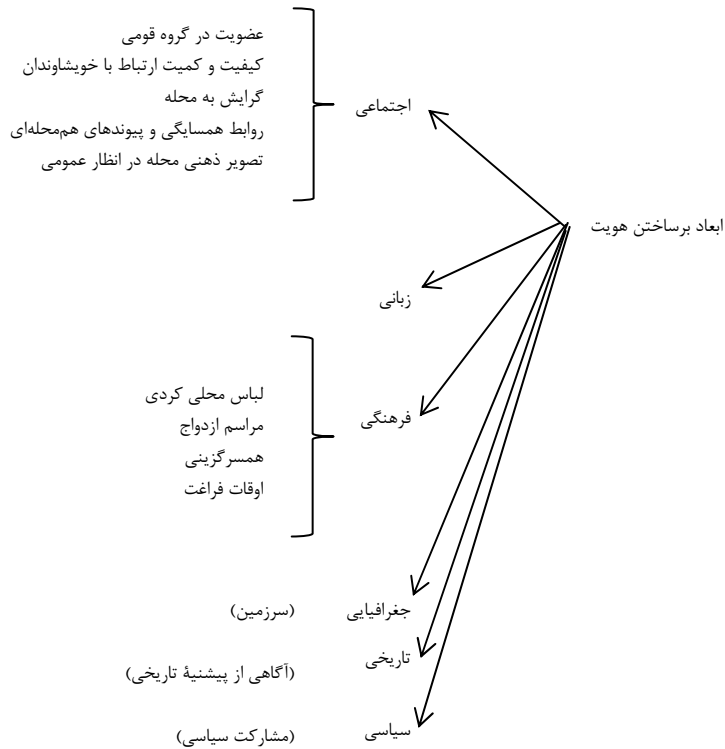 ابعاد برساختن هویت
اجتماعی
عضویت در گروه قومی
کیفیت و کمیت ارتباط با خویشاوندان
گرایش به محله
روابط همسایگی و پیوندهای هم‌محله‌ای
تصویر ذهنی محله در انظار عمومی
زبانی
فرهنگی
لباس محلی کردی
مراسم ازدواج
همسرگزینی
اوقات فراغت
جغرافیایی (سرزمین)
تاریخی (آگاهی از پیشنیۀ تاریخی)
سیاسی (مشارکت سیاسی)